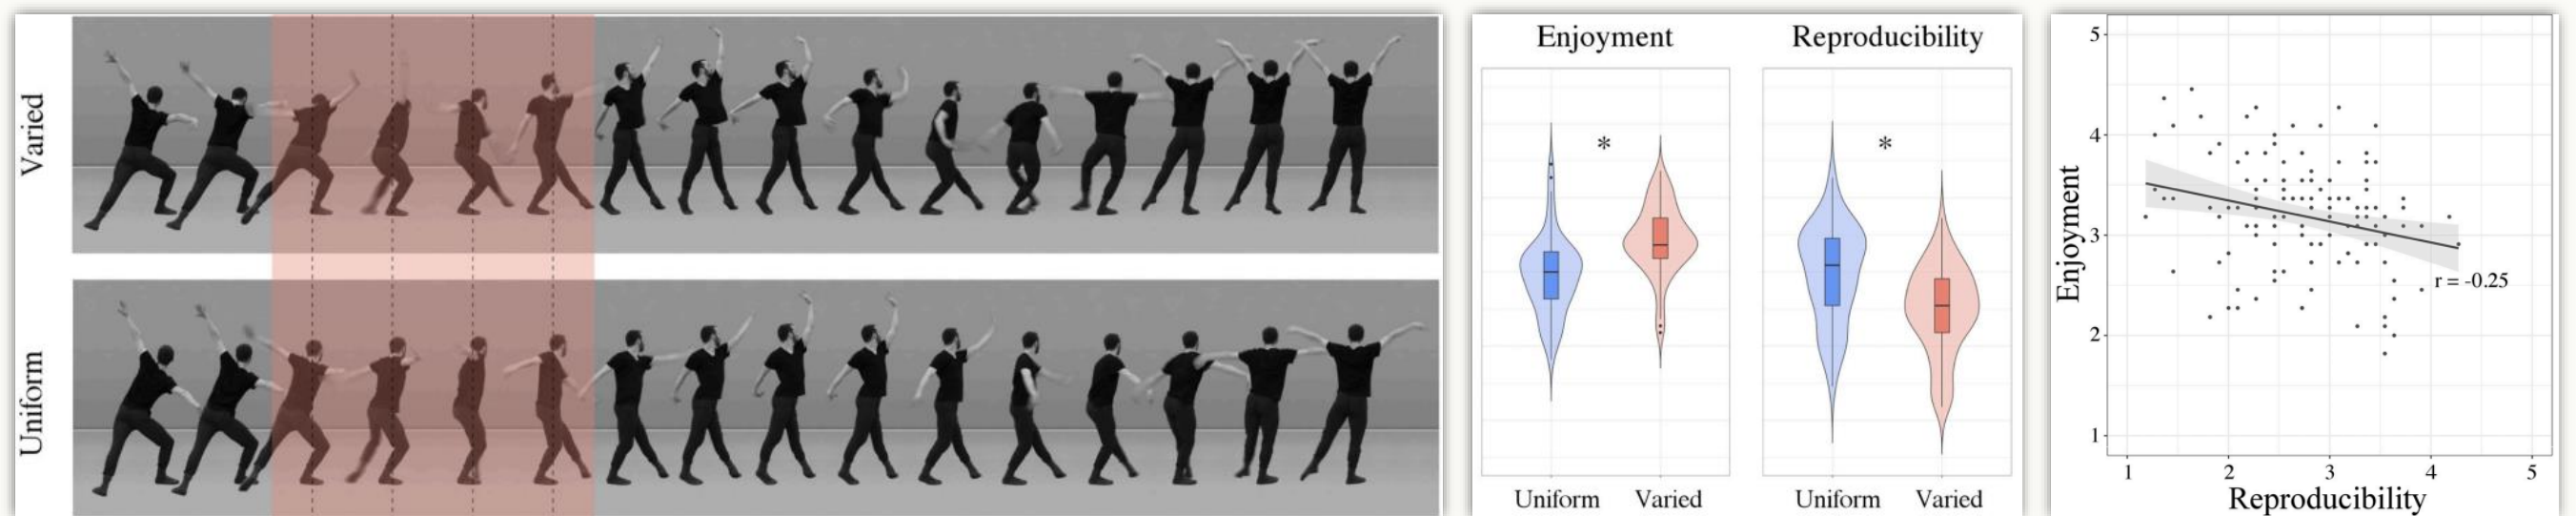 Varied
Uniform
Enjoyment
Reproducibility
*
*
Uniform
Varied
Uniform
Varied
Enjoyment
5
4
3
2
1
r = -0.25
1
2
3
4
5
Reproducibility